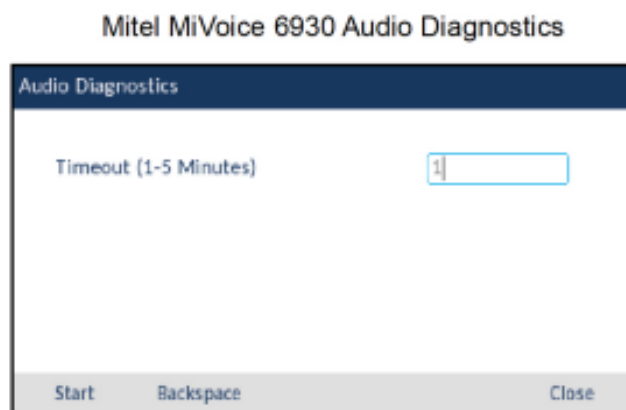 Mitel MiVoice 6930 Audio Diagnostics
Audio Diagnostics
Timeout (1-5 Minutes) 1
Start Backspace Close